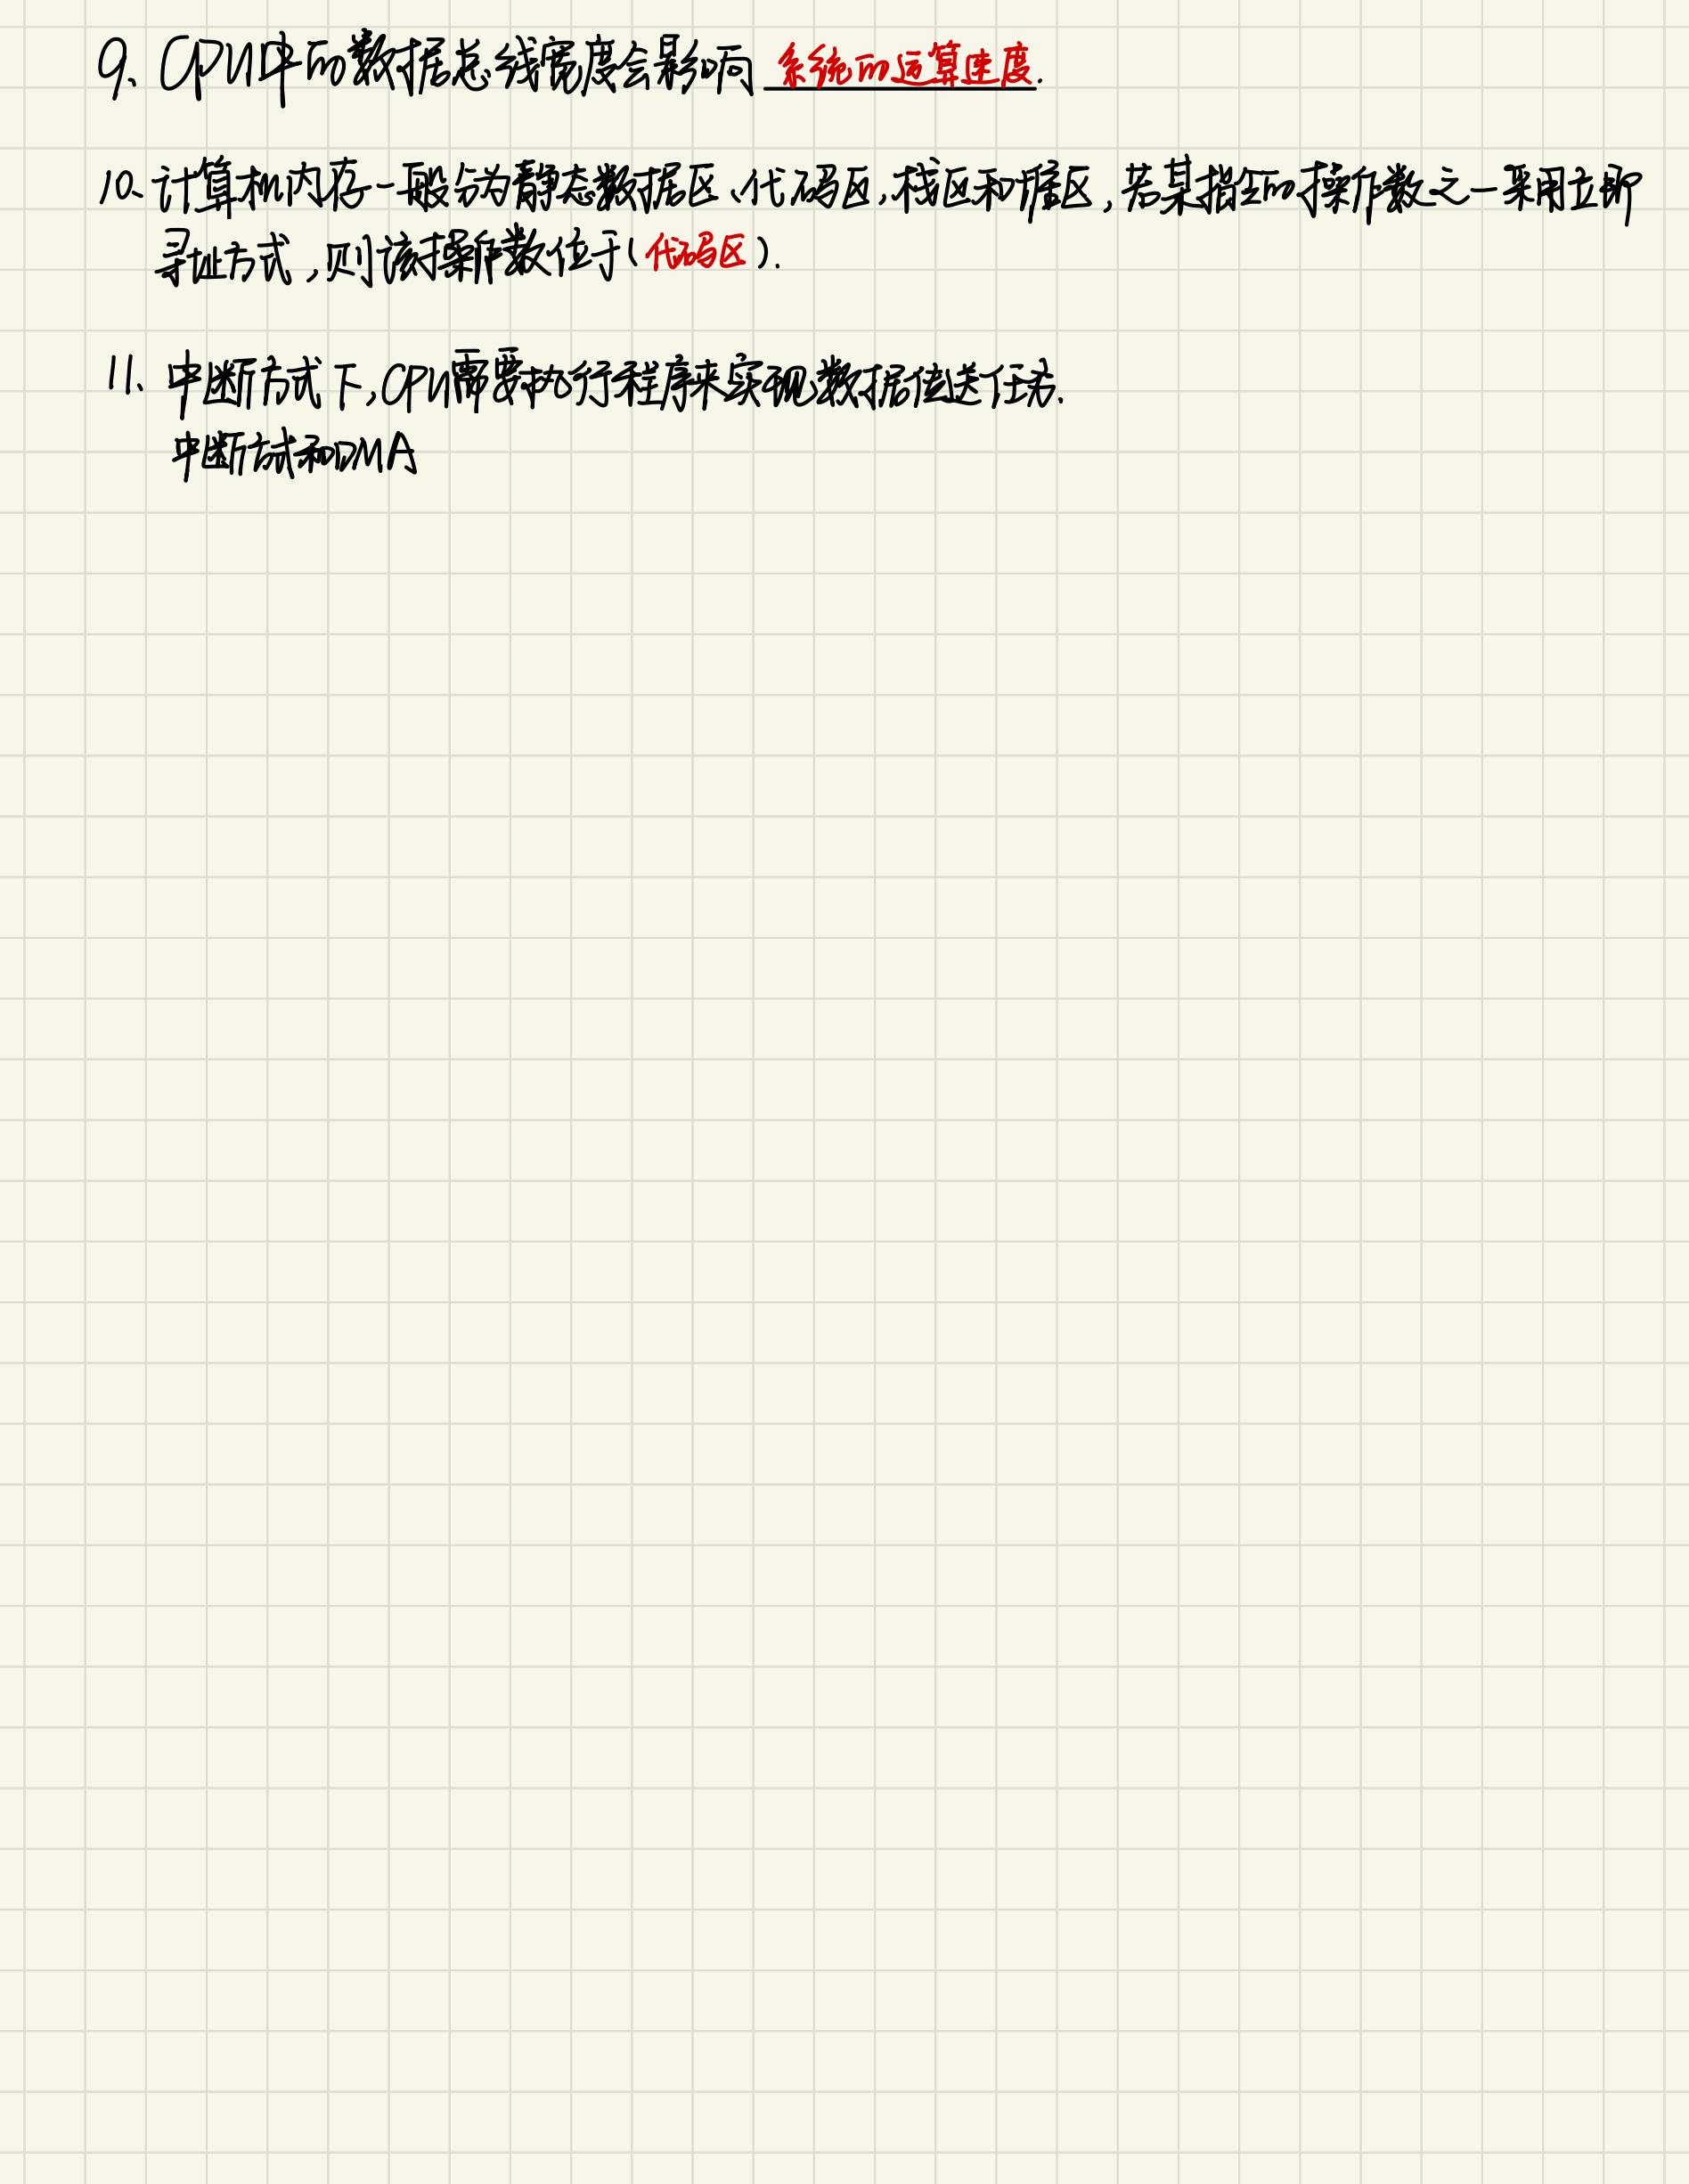 9、CPU中的数据总线宽度会影响 系统的运算速度.
10、计算机内存一般分为静态数据区、代码区、栈区和堆区,若某指令的操作数之一采用立即
寻址方式,则该操作数位于(代码区).
11、中断方式下,CPU需要执行程序来实现数据传送任务.
中断方式和DMA